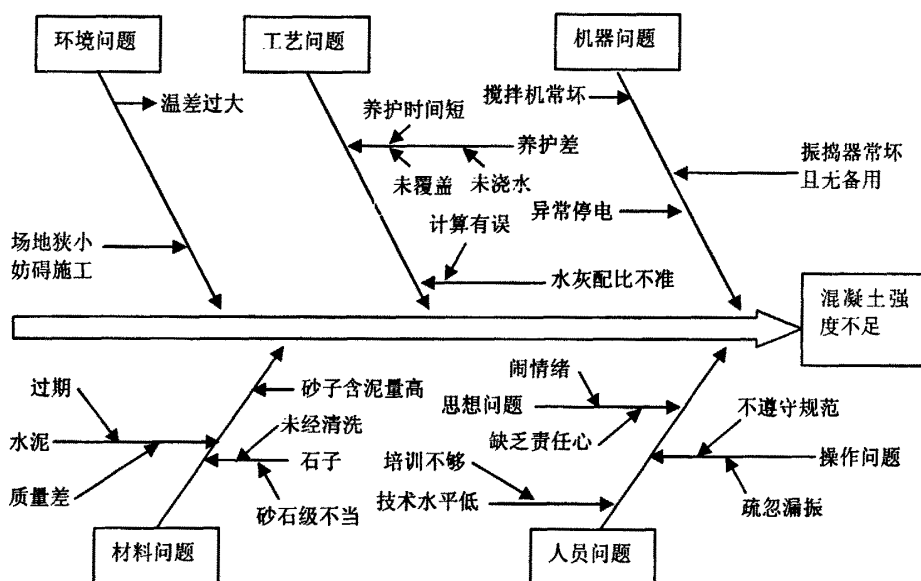 环境问题
工艺问题
机器问题
温差过大
养护时间短
搅拌机常坏
养护差
未覆盖
未浇水
振捣器常坏
且无备用
异常停电
计算有误
场地狭小
妨碍施工
水灰配比不准
混凝土强
度不足
过期
砂子含泥量高
闹情绪
思想问题
不遵守规范
水泥
未经清洗
缺乏责任心
石子
培训不够
操作问题
质量差
砂石级不当
技术水平低
疏忽漏振
材料问题
人员问题